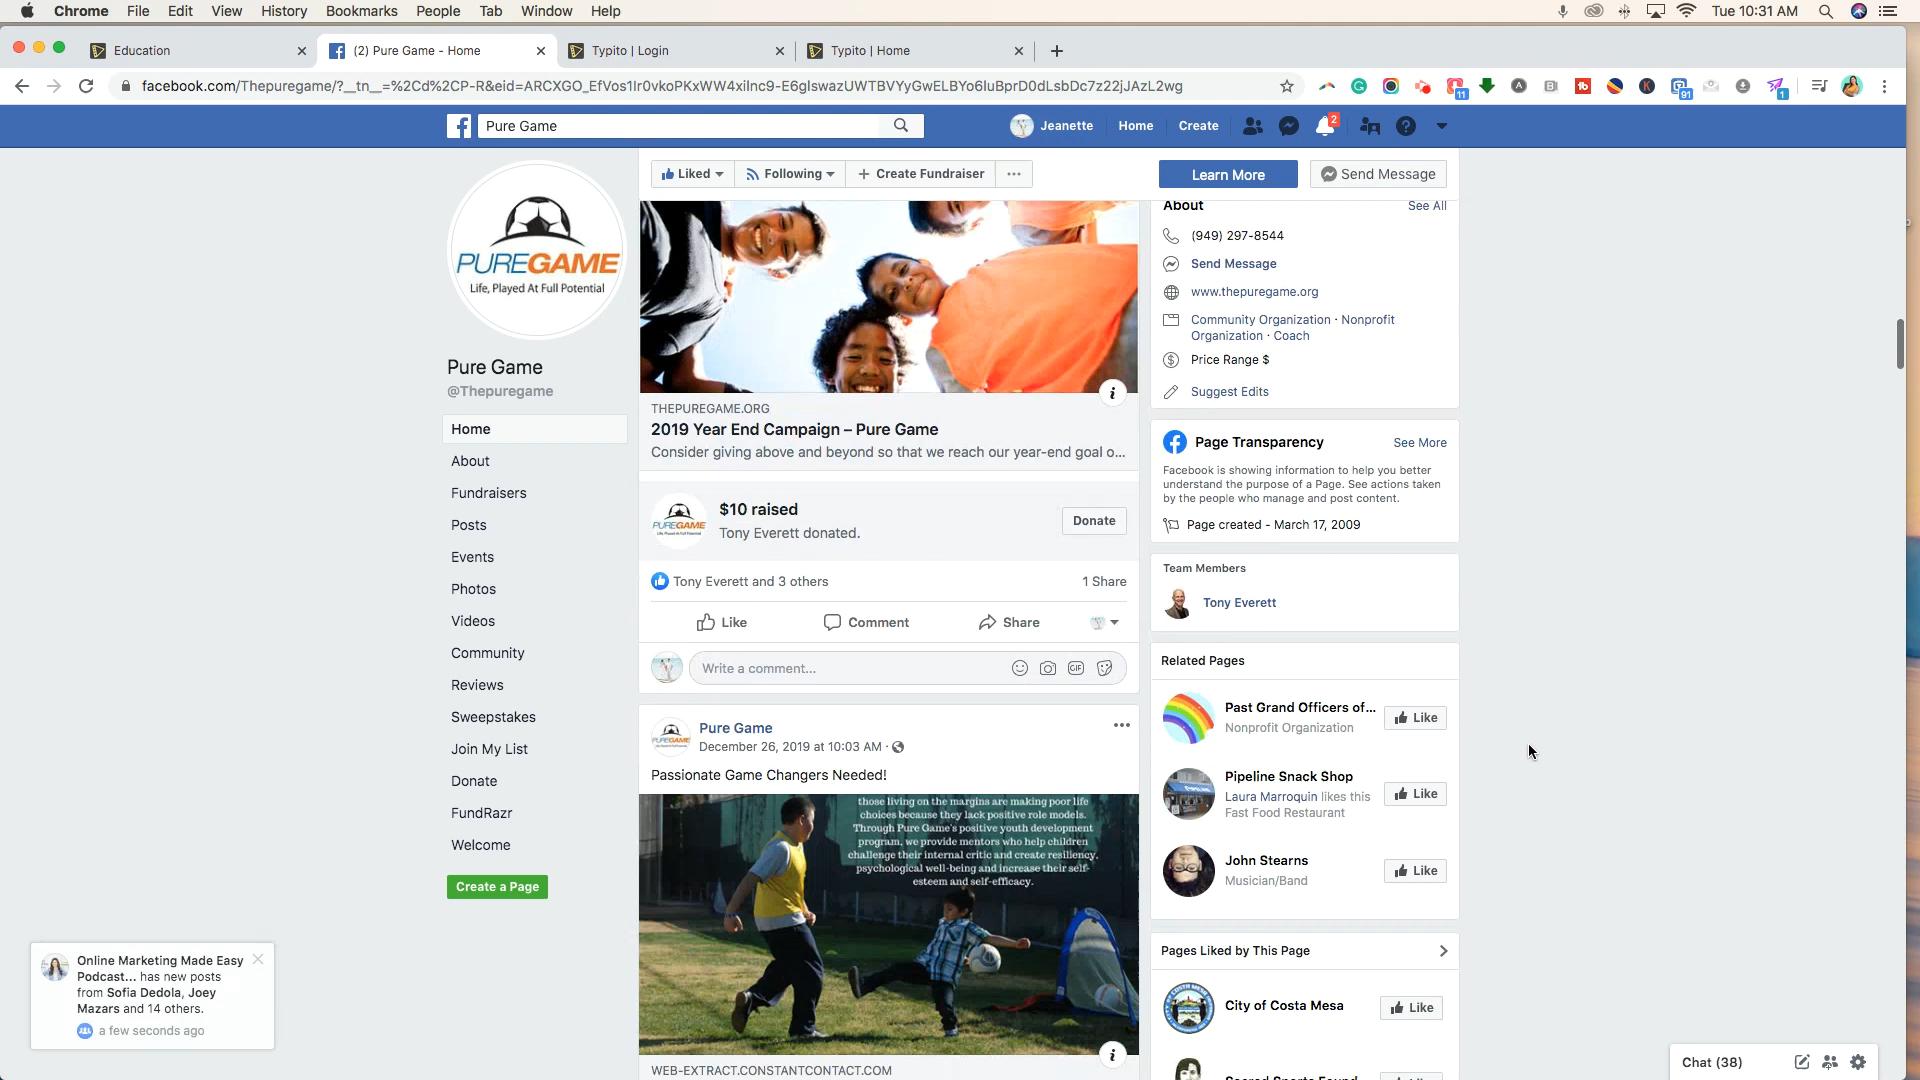 Chrome File Edit View History Bookmarks People Tab Window Help
Tue 10:31 AM
Education
(2) Pure Game - Home
Typito | Login
Typito | Home
facebook.com/Thepuregame/?__tn__=%2Cd%2CP-R&eid=ARCXGO_EfVos1Ir0vkoPKxWW4xiInc9-E6gIswazUWTBVYyGwELBYo6IuBprD0dLsbDc7z22jJAzL2wg
11
91
1
Pure Game
Jeanette
Home
Create
2
Liked
Following
+ Create Fundraiser
Learn More
Send Message
PUREGAME
Life, Played At Full Potential
Pure Game
@Thepuregame
Home
About
Fundraisers
Posts
Events
Photos
Videos
Community
Reviews
Sweepstakes
Join My List
Donate
FundRazr
Welcome
Create a Page
Online Marketing Made Easy
Podcast... has new posts
from Sofia Dedola, Joey
Mazars and 14 others.
a few seconds ago
THEPUREGAME.ORG
2019 Year End Campaign – Pure Game
Consider giving above and beyond so that we reach our year-end goal o...
PUREGAME
$10 raised
Tony Everett donated.
Donate
Tony Everett and 3 others
1 Share
Like
Comment
Share
Write a comment...
GIF
PUREGAME
Pure Game
December 26, 2019 at 10:03 AM ·
Passionate Game Changers Needed!
those living on the margins are making poor life
choices because they lack positive role models.
Through Pure Game's positive youth development
program, we provide mentors who help children
challenge their internal critic and create resiliency,
psychological well-being and increase their self-
esteem and self-efficacy.
WEB-EXTRACT.CONSTANTCONTACT.COM
About
See All
(949) 297-8544
Send Message
www.thepuregame.org
Community Organization · Nonprofit
Organization · Coach
Price Range $
Suggest Edits
Page Transparency
See More
Facebook is showing information to help you better
understand the purpose of a Page. See actions taken
by the people who manage and post content.
Page created - March 17, 2009
Team Members
Tony Everett
Related Pages
Past Grand Officers of...
Nonprofit Organization
Like
Pipeline Snack Shop
Laura Marroquin likes this
Fast Food Restaurant
Like
John Stearns
Musician/Band
Like
Pages Liked by This Page
City of Costa Mesa
Like
Chat (38)